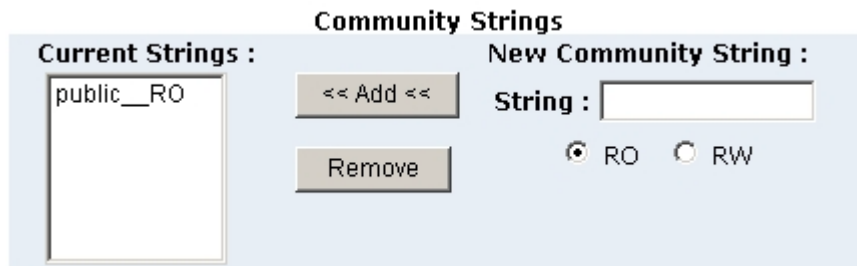 Community Strings
Current Strings :
New Community String :
public__RO
<< Add <<
String :
RO
RW
Remove